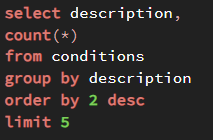 select description,
count(*)
from conditions
group by description
order by 2 desc
limit 5